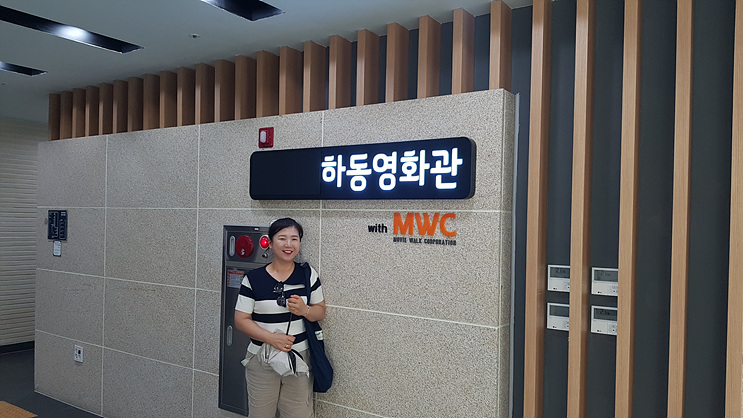 하동영화관
with MWC
MOVIE WALK CORPORATION